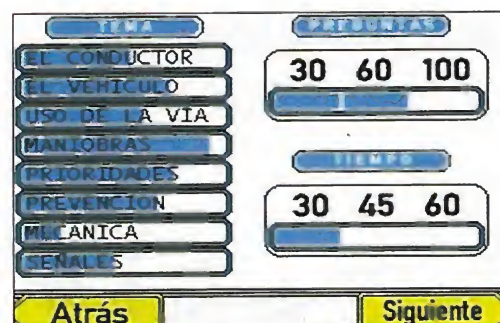 TEMA
EL CONDUCTOR
EL VEHICULO
USO DE LA VIA
MANIOBRAS
PRIORIDADES
PREVENCION
MECANICA
SEÑALES
PREGUNTAS
30 60 100
TIEMPO
30 45 60
Atrás
Siguiente